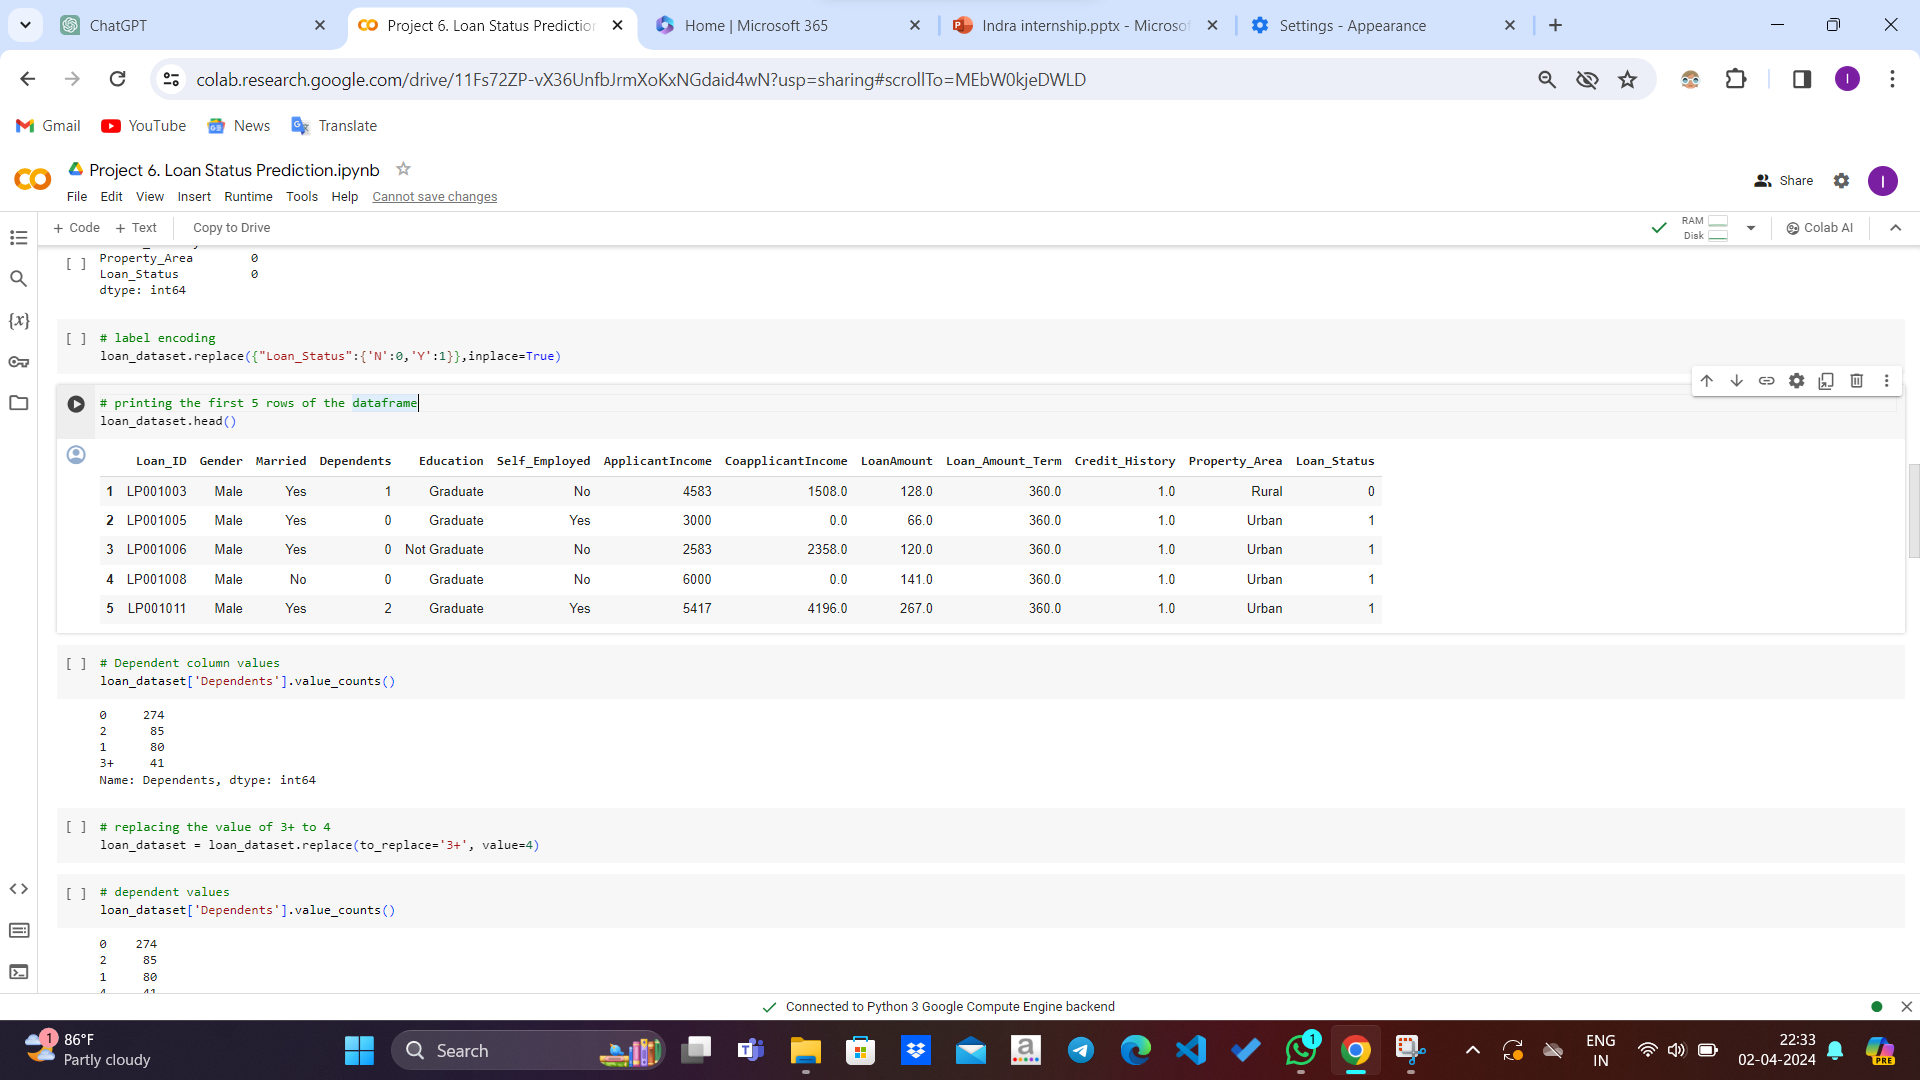 ChatGPT
Project 6. Loan Status Prediction
Home | Microsoft 365
Indra internship.pptx - Microsof
Settings - Appearance
colab.research.google.com/drive/11Fs72ZP-vX36UnfbJrmXoKxNGdaid4wN?usp=sharing#scrollTo=MEbW0kjeDWLD
Gmail YouTube News Translate
Project 6. Loan Status Prediction.ipynb
File Edit View Insert Runtime Tools Help Cannot save changes
Share
I
+ Code + Text Copy to Drive
RAM
Disk
Colab AI
[ ] Property_Area 0
Loan_Status 0
dtype: int64
[ ] # label encoding
loan_dataset.replace({"Loan_Status":{'N':0,'Y':1}},inplace=True)
# printing the first 5 rows of the dataframe
loan_dataset.head()
Loan_ID Gender Married Dependents Education Self_Employed ApplicantIncome CoapplicantIncome LoanAmount Loan_Amount_Term Credit_History Property_Area Loan_Status
1 LP001003 Male Yes 1 Graduate No 4583 1508.0 128.0 360.0 1.0 Rural 0
2 LP001005 Male Yes 0 Graduate Yes 3000 0.0 66.0 360.0 1.0 Urban 1
3 LP001006 Male Yes 0 Not Graduate No 2583 2358.0 120.0 360.0 1.0 Urban 1
4 LP001008 Male No 0 Graduate No 6000 0.0 141.0 360.0 1.0 Urban 1
5 LP001011 Male Yes 2 Graduate Yes 5417 4196.0 267.0 360.0 1.0 Urban 1
[ ] # Dependent column values
loan_dataset['Dependents'].value_counts()
0 274
2 85
1 80
3+ 41
Name: Dependents, dtype: int64
[ ] # replacing the value of 3+ to 4
loan_dataset = loan_dataset.replace(to_replace='3+', value=4)
[ ] # dependent values
loan_dataset['Dependents'].value_counts()
0 274
2 85
1 80
4 41
Connected to Python 3 Google Compute Engine backend
1
86°F
Partly cloudy
Search
1
ENG
IN
22:33
02-04-2024
PRE